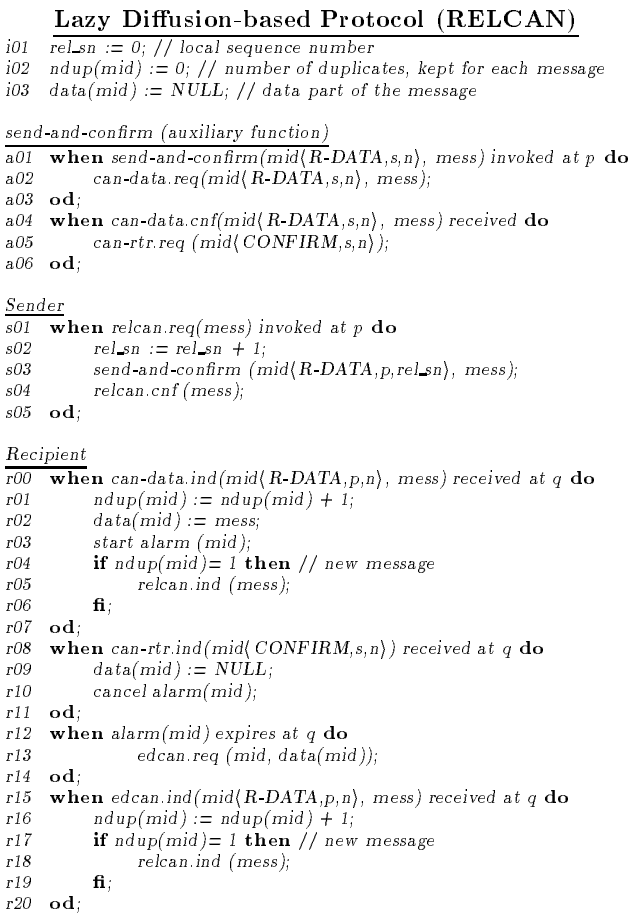 Lazy Diffusion-based Protocol (RELCAN)
i01 rel_sn := 0; // local sequence number
i02 ndup(mid) := 0; // number of duplicates, kept for each message
i03 data(mid) := NULL; // data part of the message
send-and-confirm (auxiliary function)
a01 when send-and-confirm(mid⟨R-DATA,s,n⟩, mess) invoked at p do
a02 can-data.req(mid⟨R-DATA,s,n⟩, mess);
a03 od;
a04 when can-data.cnf(mid⟨R-DATA,s,n⟩, mess) received do
a05 can-rtr.req (mid⟨CONFIRM,s,n⟩);
a06 od;
Sender
s01 when relcan.req(mess) invoked at p do
s02 rel_sn := rel_sn + 1;
s03 send-and-confirm (mid⟨R-DATA,p,rel_sn⟩, mess);
s04 relcan.cnf (mess);
s05 od;
Recipient
r00 when can-data.ind(mid⟨R-DATA,p,n⟩, mess) received at q do
r01 ndup(mid) := ndup(mid) + 1;
r02 data(mid) := mess;
r03 start alarm (mid);
r04 if ndup(mid)= 1 then // new message
r05 relcan.ind (mess);
r06 fi;
r07 od;
r08 when can-rtr.ind(mid⟨CONFIRM,s,n⟩) received at q do
r09 data(mid) := NULL;
r10 cancel alarm(mid);
r11 od;
r12 when alarm(mid) expires at q do
r13 edcan.req (mid, data(mid));
r14 od;
r15 when edcan.ind(mid⟨R-DATA,p,n⟩, mess) received at q do
r16 ndup(mid) := ndup(mid) + 1;
r17 if ndup(mid)= 1 then // new message
r18 relcan.ind (mess);
r19 fi;
r20 od;